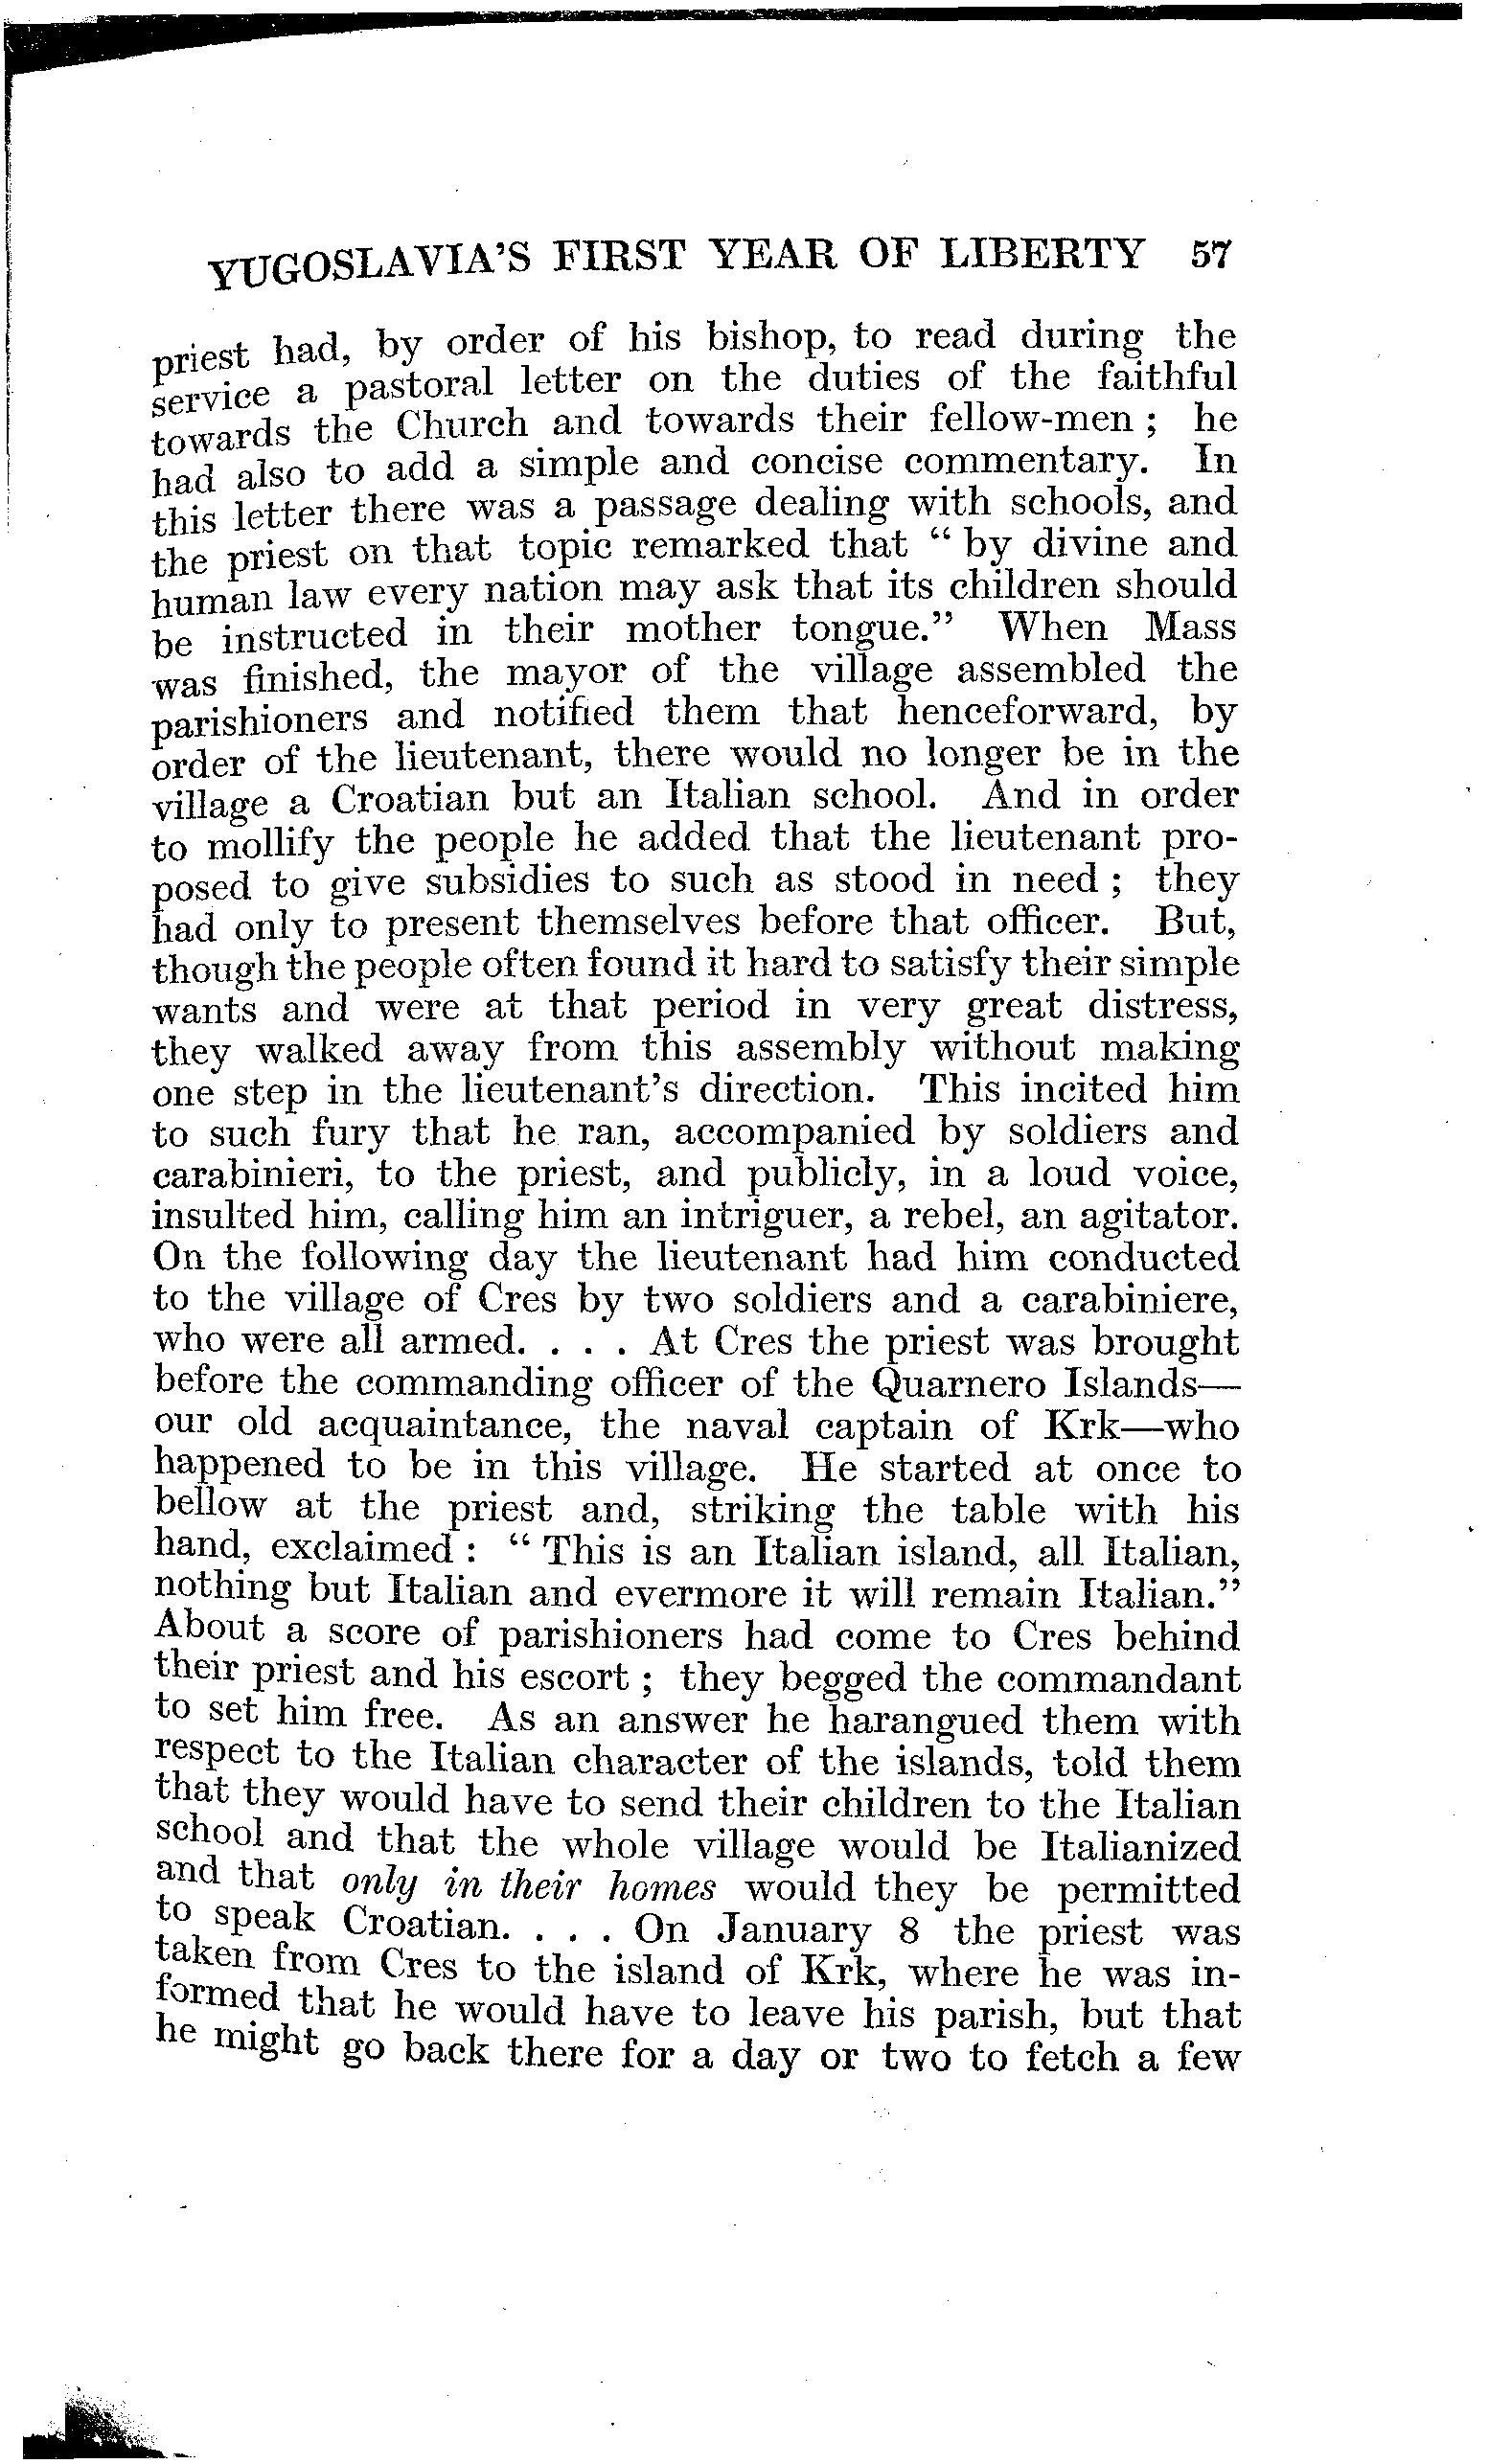 YUGOSLAVIA'S FIRST YEAR OF LIBERTY 57
priest had, by order of his bishop, to read during the
service a pastoral letter on the duties of the faithful
towards the Church and towards their fellow-men ; he
had also to add a simple and concise commentary. In
this letter there was a passage dealing with schools, and
the priest on that topic remarked that " by divine and
human law every nation may ask that its children should
be instructed in their mother tongue." When Mass
was finished, the mayor of the village assembled the
parishioners and notified them that henceforward, by
order of the lieutenant, there would no longer be in the
village a Croatian but an Italian school. And in order
to mollify the people he added that the lieutenant pro-
posed to give subsidies to such as stood in need ; they
had only to present themselves before that officer. But,
though the people often found it hard to satisfy their simple
wants and were at that period in very great distress,
they walked away from this assembly without making
one step in the lieutenant's direction. This incited him
to such fury that he ran, accompanied by soldiers and
carabinieri, to the priest, and publicly, in a loud voice,
insulted him, calling him an intriguer, a rebel, an agitator.
On the following day the lieutenant had him conducted
to the village of Cres by two soldiers and a carabiniere,
who were all armed. . . . At Cres the priest was brought
before the commanding officer of the Quarnero Islands—
our old acquaintance, the naval captain of Krk—who
happened to be in this village. He started at once to
bellow at the priest and, striking the table with his
hand, exclaimed : " This is an Italian island, all Italian,
nothing but Italian and evermore it will remain Italian."
About a score of parishioners had come to Cres behind
their priest and his escort ; they begged the commandant
to set him free. As an answer he harangued them with
respect to the Italian character of the islands, told them
that they would have to send their children to the Italian
school and that the whole village would be Italianized
and that only in their homes would they be permitted
to speak Croatian. . . . On January 8 the priest was
taken from Cres to the island of Krk, where he was in-
formed that he would have to leave his parish, but that
he might go back there for a day or two to fetch a few